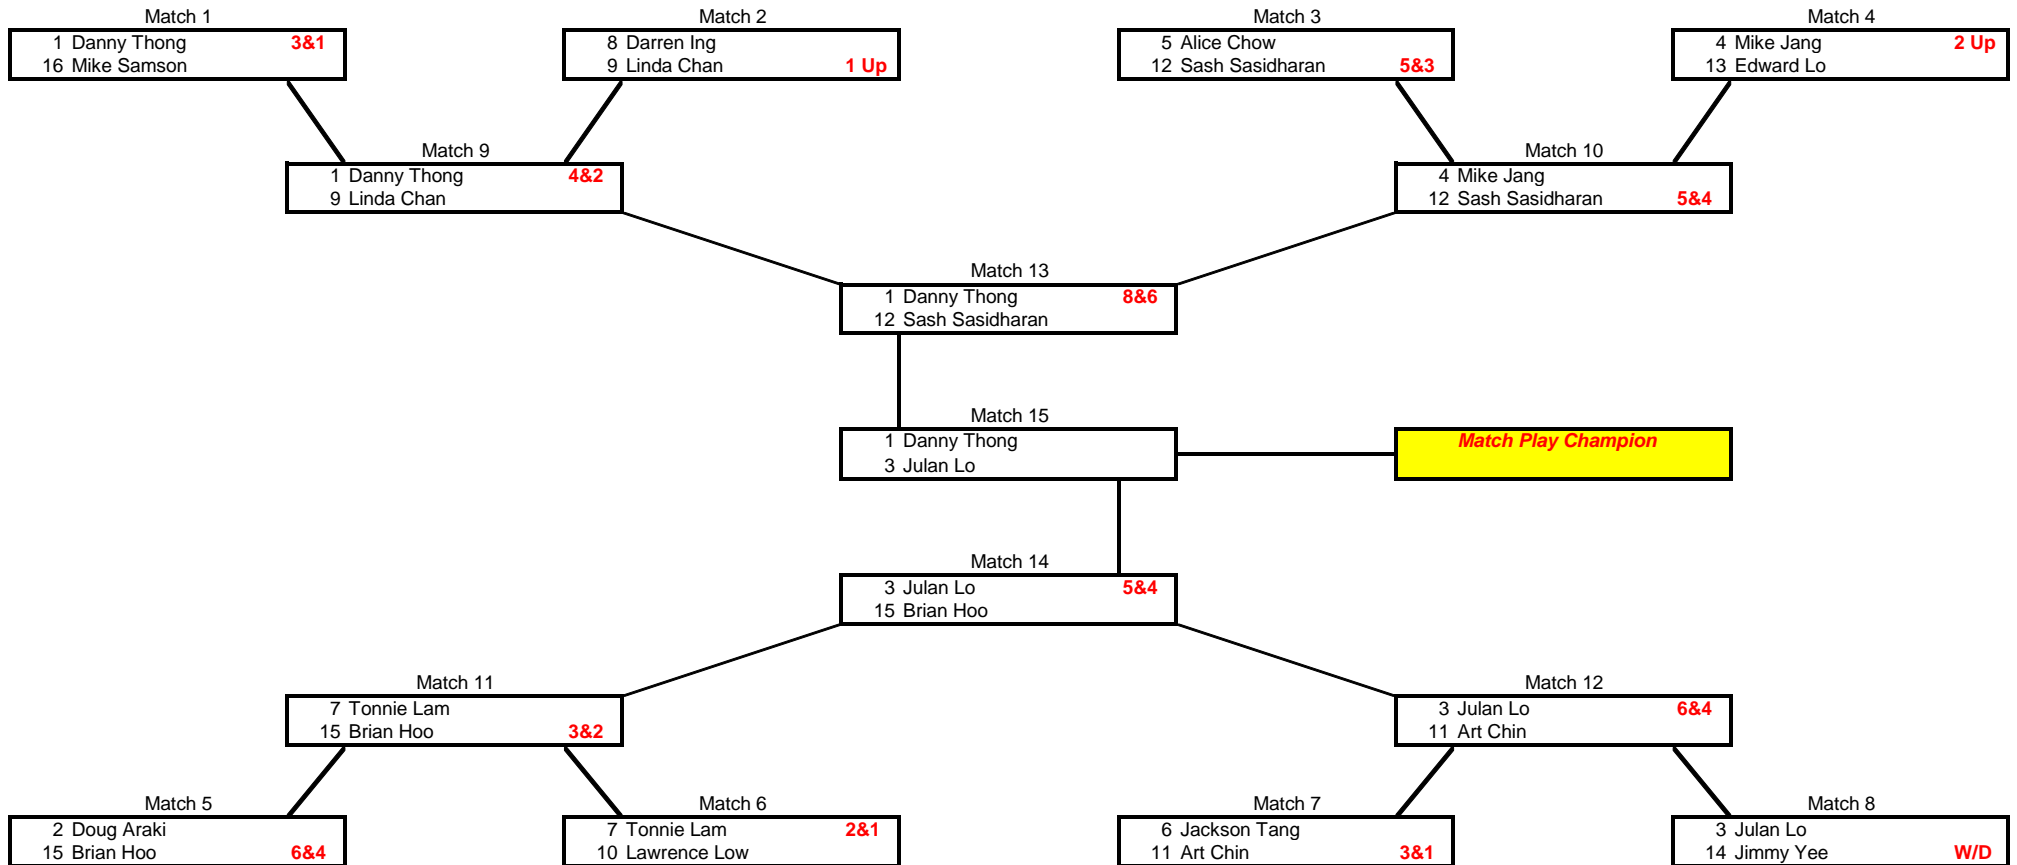 Match 1 Match 2 Match 3 Match 4
1 Danny Thong 3&1 8 Darren Ing 5 Alice Chow 4 Mike Jang 2 Up
16 Mike Samson 9 Linda Chan 1 Up 12 Sash Sasidharan 5&3 13 Edward Lo
Match 9 Match 10
1 Danny Thong 4&2 4 Mike Jang
9 Linda Chan 12 Sash Sasidharan 5&4
Match 13
1 Danny Thong 8&6
12 Sash Sasidharan
Match 15
1 Danny Thong Match Play Champion
3 Julan Lo
Match 14
3 Julan Lo 5&4
15 Brian Hoo
Match 11 Match 12
7 Tonnie Lam 3 Julan Lo 6&4
15 Brian Hoo 3&2 11 Art Chin
Match 5 Match 6 Match 7 Match 8
2 Doug Araki 7 Tonnie Lam 2&1 6 Jackson Tang 3 Julan Lo
15 Brian Hoo 6&4 10 Lawrence Low 11 Art Chin 3&1 14 Jimmy Yee W/D